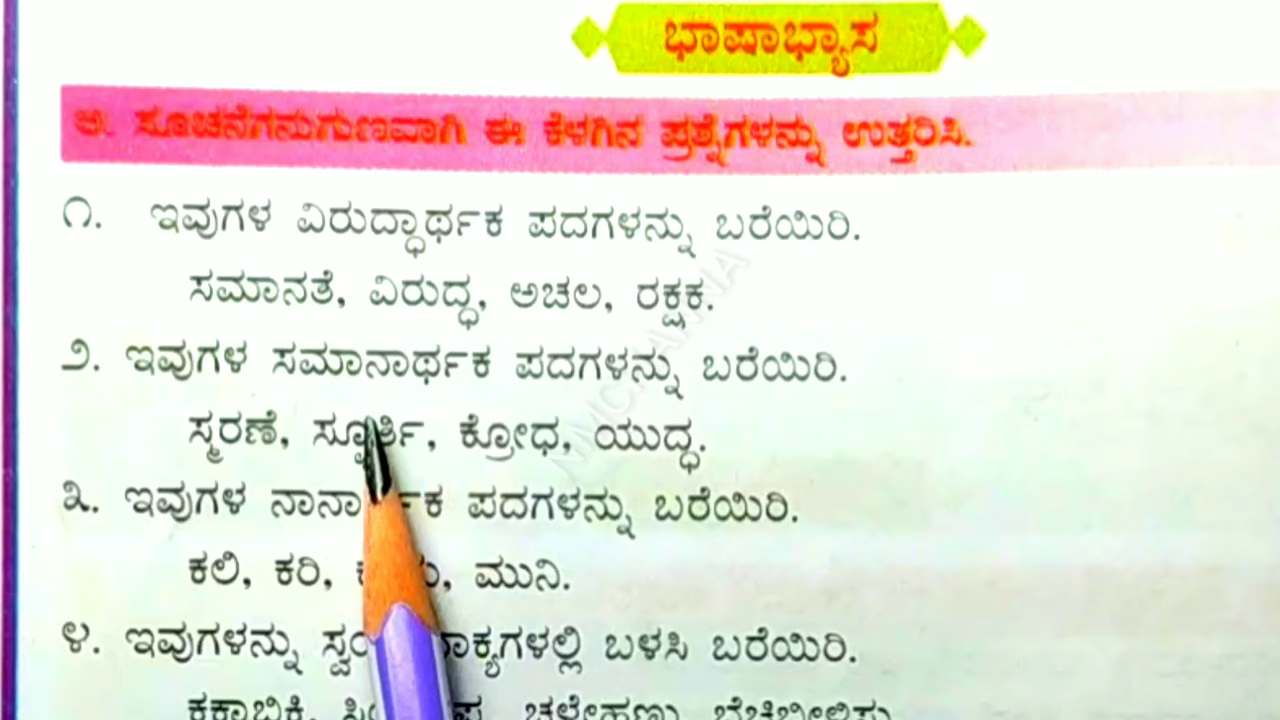 ಭಾಷಾಭ್ಯಾಸ
ಅ. ಸೂಚನೆಗನುಗುಣವಾಗಿ ಈ ಕೆಳಗಿನ ಪ್ರಶ್ನೆಗಳನ್ನು ಉತ್ತರಿಸಿ.
೧. ಇವುಗಳ ವಿರುದ್ಧಾರ್ಥಕ ಪದಗಳನ್ನು ಬರೆಯಿರಿ.
ಸಮಾನತೆ, ವಿರುದ್ಧ, ಅಚಲ, ರಕ್ಷಕ.
೨. ಇವುಗಳ ಸಮಾನಾರ್ಥಕ ಪದಗಳನ್ನು ಬರೆಯಿರಿ.
ಸ್ಮರಣೆ, ಸ್ಫೂರ್ತಿ, ಕ್ರೋಧ, ಯುದ್ಧ.
೩. ಇವುಗಳ ಪದಗಳನ್ನು ಬರೆಯಿರಿ.
ಕಲಿ, ಕರಿ, ಮುನಿ.
೪. ಇವುಗಳನ್ನು ಬಳಸಿ ಬರೆಯಿರಿ.